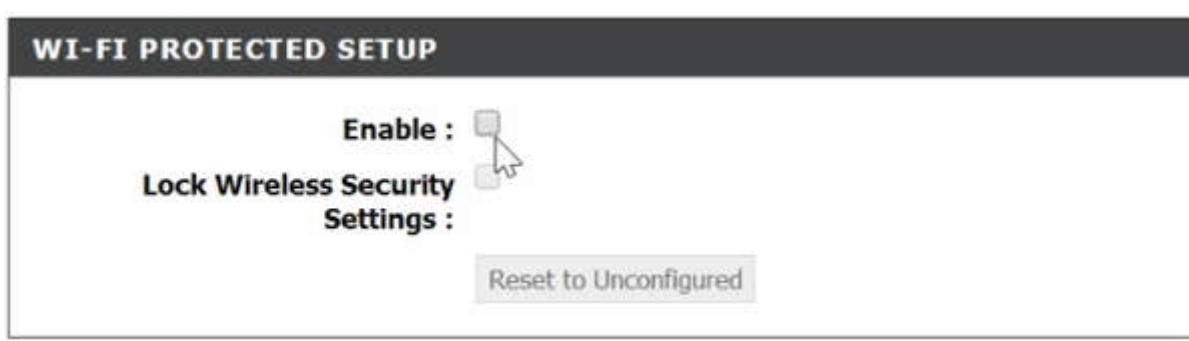 WI-FI PROTECTED SETUP
Enable :
Lock Wireless Security
Settings :
Reset to Unconfigured